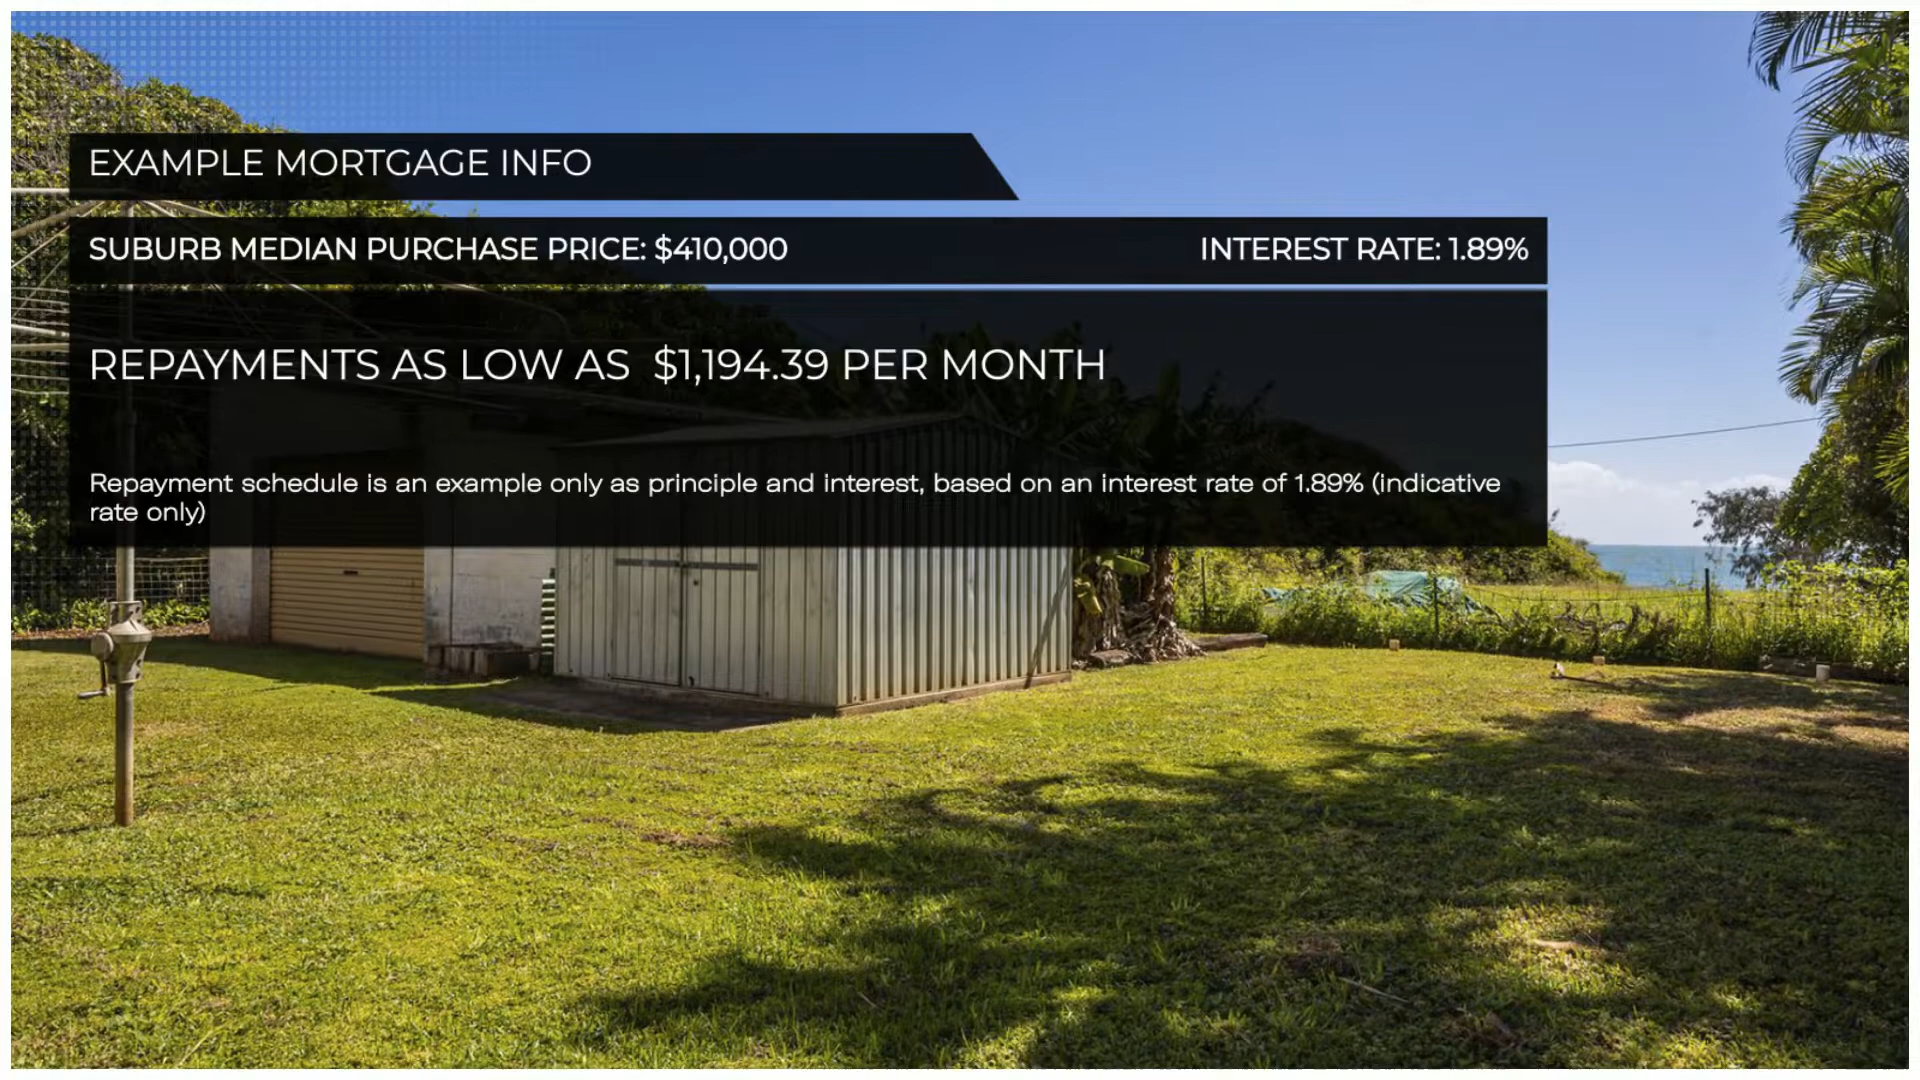 EXAMPLE MORTGAGE INFO
SUBURB MEDIAN PURCHASE PRICE: $410,000 INTEREST RATE: 1.89%
REPAYMENTS AS LOW AS $1,194.39 PER MONTH
Repayment schedule is an example only as principle and interest, based on an interest rate of 1.89% (indicative
rate only)